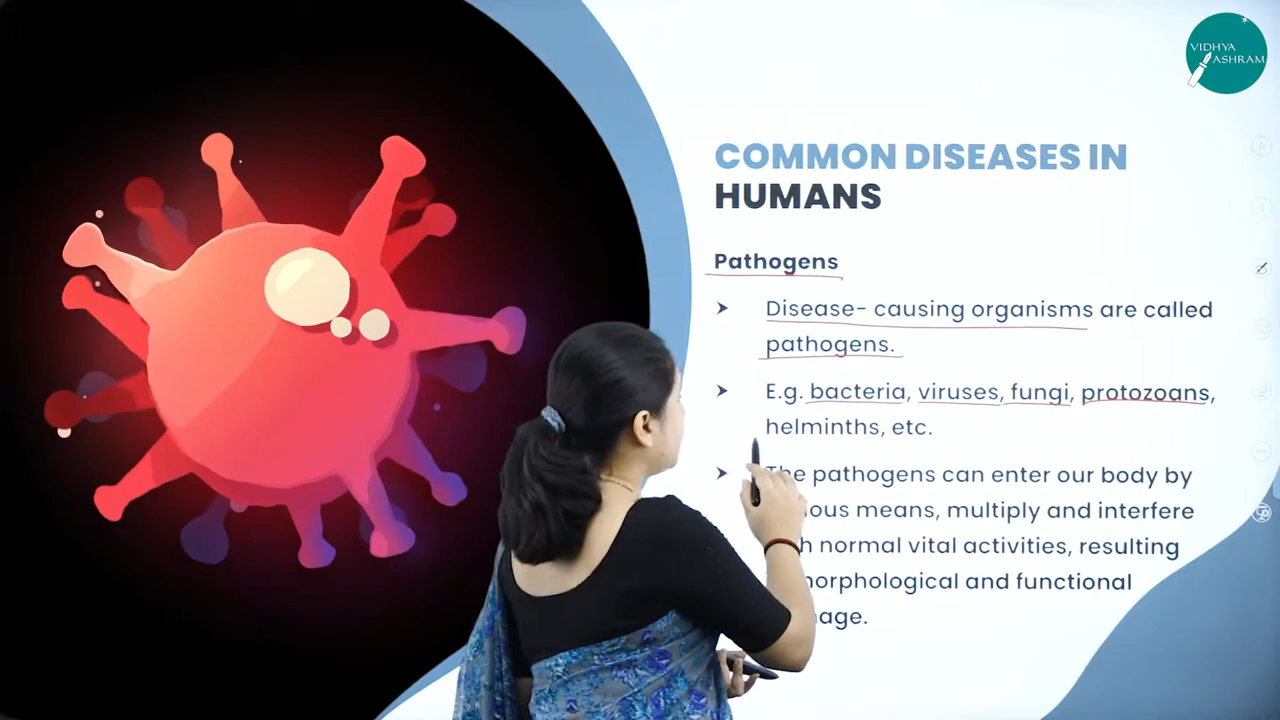 VIDHYA
ASHRAM
COMMON DISEASES IN
HUMANS
Pathogens
Disease- causing organisms are called
pathogens.
E.g. bacteria, viruses, fungi, protozoans,
helminths, etc.
The pathogens can enter our body by
means, multiply and interfere
normal vital activities, resulting
morphological and functional